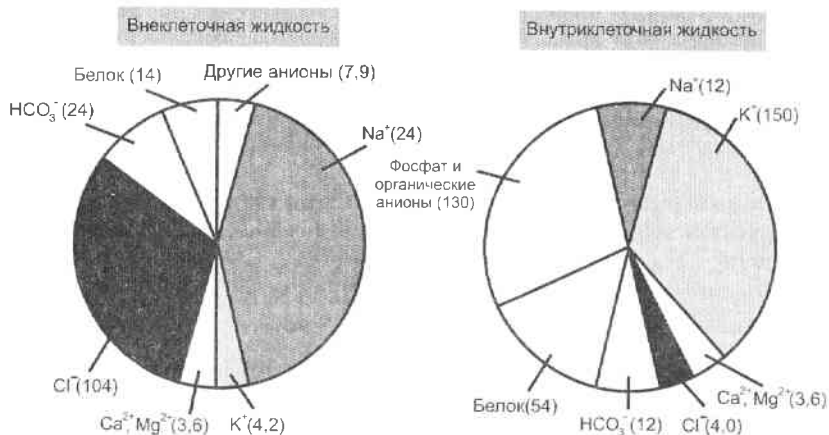 Внеклеточная жидкость
Белок (14)
Другие анионы (7,9)
HCO₃⁻(24)
Na⁺(24)
Cl⁻(104)
Ca²⁺, Mg²⁺(3,6)
K⁺(4,2)
Внутриклеточная жидкость
Na⁺(12)
K⁺(150)
Фосфат и
органические
анионы (130)
Белок(54)
HCO₃⁻(12)
Cl⁻(4,0)
Ca²⁺, Mg²⁺(3,6)